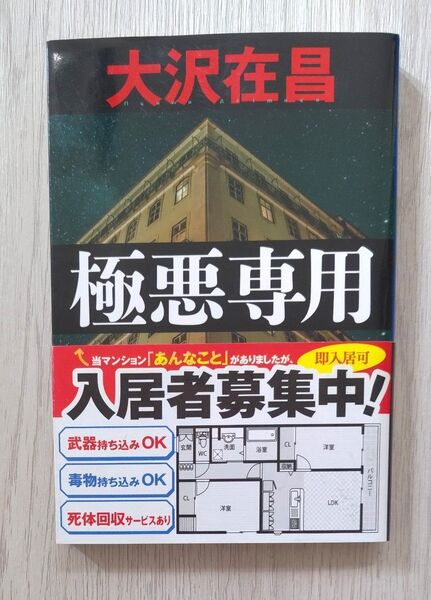 大沢在昌
極悪専用
当マンション「あんなこと」がありましたが、
即入居可
入居者募集中!
武器持ち込みOK
毒物持ち込みOK
死体回収サービスあり
玄関
WC
洗面
浴室
CL
洋室
収納
バルコニー
CL
洋室
LDK